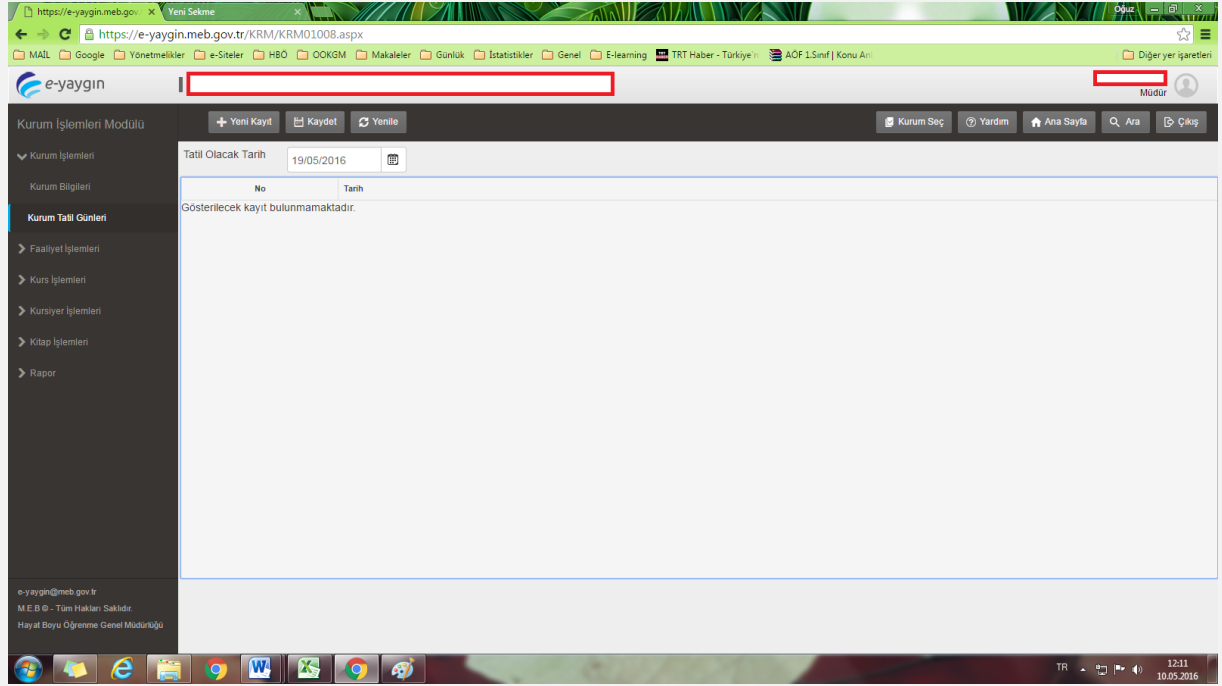 https://e-yaygin.meb.gov. Yeni Sekme Oğuz
https://e-yaygin.meb.gov.tr/KRM/KRM01008.aspx
MAİL Google Yönetmelikler e-Siteler HBÖ OOKGM Makaleler Günlük İstatistikler Genel E-learning TRT Haber - Türkiye'n AÖF 1.Sınıf | Konu An Diğer yer işaretleri
e-yaygın
Müdür
Kurum İşlemleri Modülü
Yeni Kayıt Kaydet Yenile Kurum Seç Yardım Ana Sayfa Ara Çıkış
Kurum İşlemleri
Tatil Olacak Tarih 19/05/2016
Kurum Bilgileri
No Tarih
Gösterilecek kayıt bulunmamaktadır.
Kurum Tatil Günleri
Faaliyet İşlemleri
Kurs İşlemleri
Kursiyer İşlemleri
Kitap İşlemleri
Rapor
e-yaygin@meb.gov.tr
M.E.B © - Tüm Hakları Saklıdır.
Hayat Boyu Öğrenme Genel Müdürlüğü
TR 12:11
10.05.2016